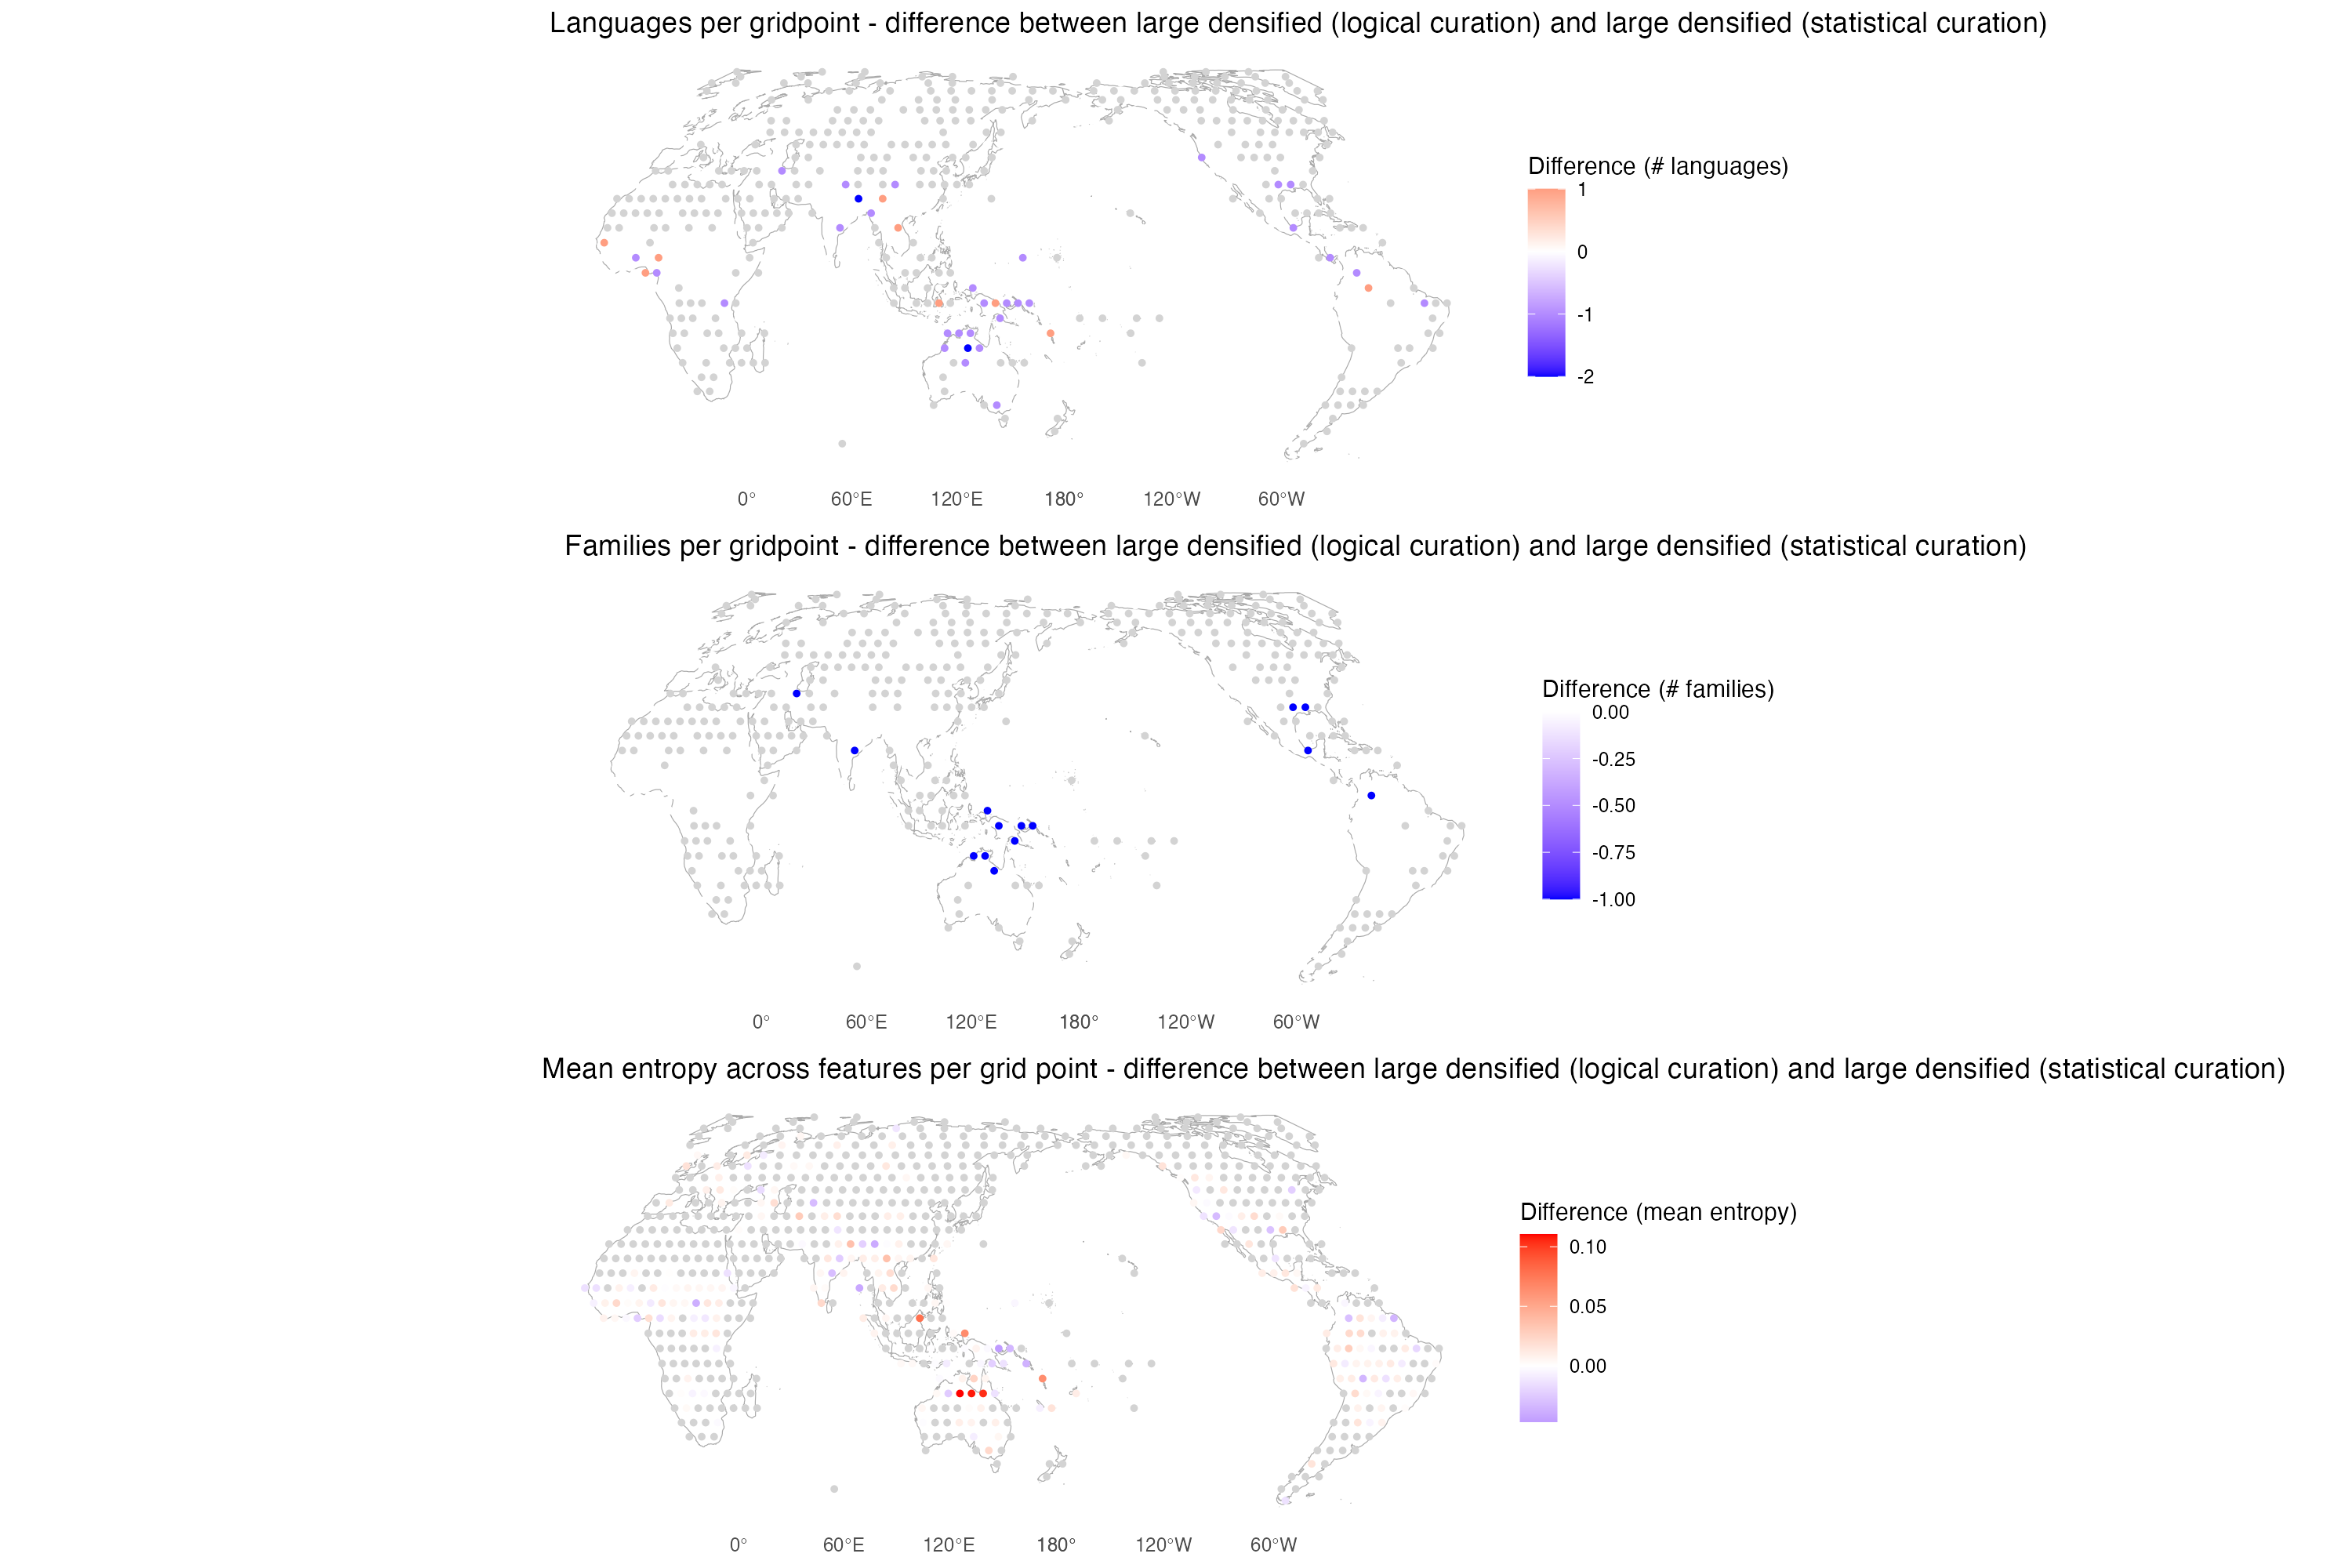 Languages per gridpoint - difference between large densified (logical curation) and large densified (statistical curation)
Difference (# languages)
1
0
-1
-2
0° 60°E 120°E 180° 120°W 60°W
Families per gridpoint - difference between large densified (logical curation) and large densified (statistical curation)
Difference (# families)
0.00
-0.25
-0.50
-0.75
-1.00
0° 60°E 120°E 180° 120°W 60°W
Mean entropy across features per grid point - difference between large densified (logical curation) and large densified (statistical curation)
Difference (mean entropy)
0.10
0.05
0.00
0° 60°E 120°E 180° 120°W 60°W